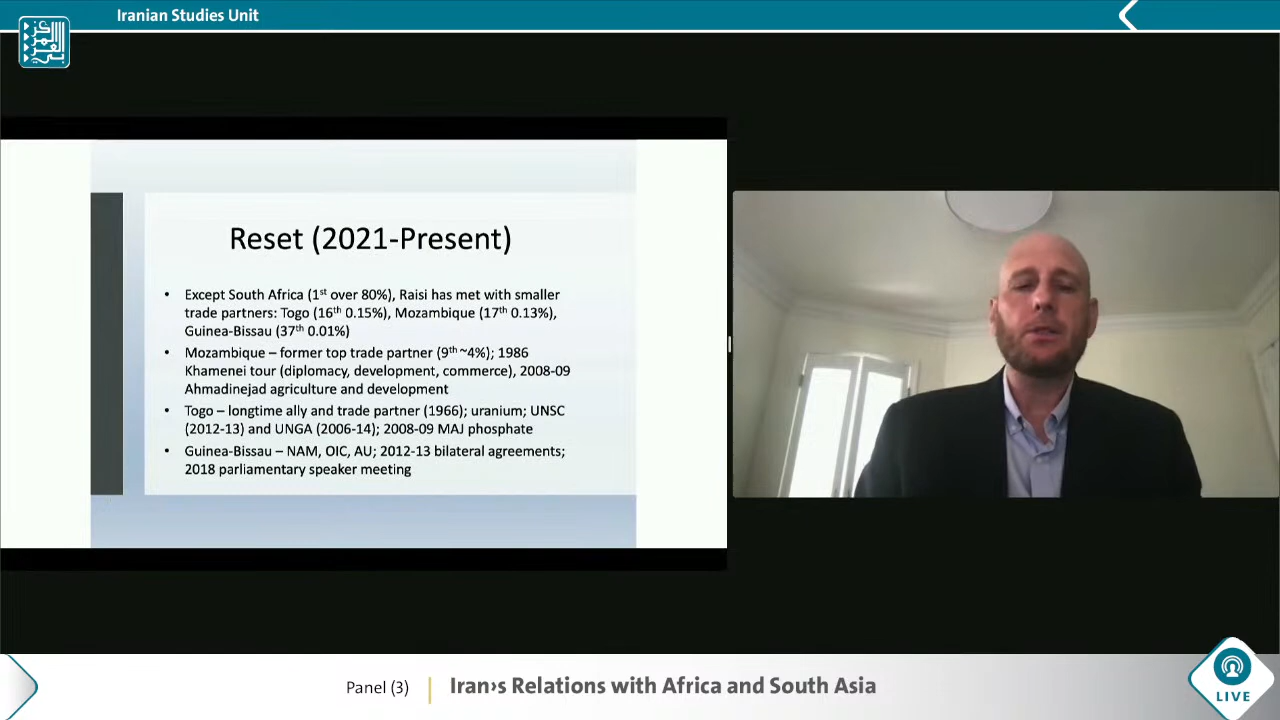 Iranian Studies Unit
المركز العربي
Reset (2021-Present)
• Except South Africa (1st over 80%), Raisi has met with smaller
trade partners: Togo (16th 0.15%), Mozambique (17th 0.13%),
Guinea-Bissau (37th 0.01%)
• Mozambique – former top trade partner (9th ~4%); 1986
Khamenei tour (diplomacy, development, commerce), 2008-09
Ahmadinejad agriculture and development
• Togo – longtime ally and trade partner (1966); uranium; UNSC
(2012-13) and UNGA (2006-14); 2008-09 MAJ phosphate
• Guinea-Bissau – NAM, OIC, AU; 2012-13 bilateral agreements;
2018 parliamentary speaker meeting
Panel (3)
Iran›s Relations with Africa and South Asia
LIVE